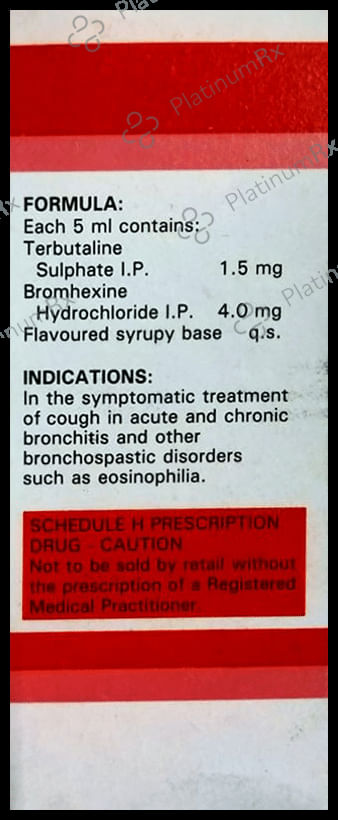 PlatinumRx
PlatinumRx
FORMULA:
Each 5 ml contains:
Terbutaline
Sulphate I.P. 1.5 mg
Bromhexine
Hydrochloride I.P. 4.0 mg
Flavoured syrupy base q.s.
INDICATIONS:
In the symptomatic treatment
of cough in acute and chronic
bronchitis and other
bronchospastic disorders
such as eosinophilia.
SCHEDULE H PRESCRIPTION
DRUG - CAUTION
Not to be sold by retail without
the prescription of a Registered
Medical Practitioner.